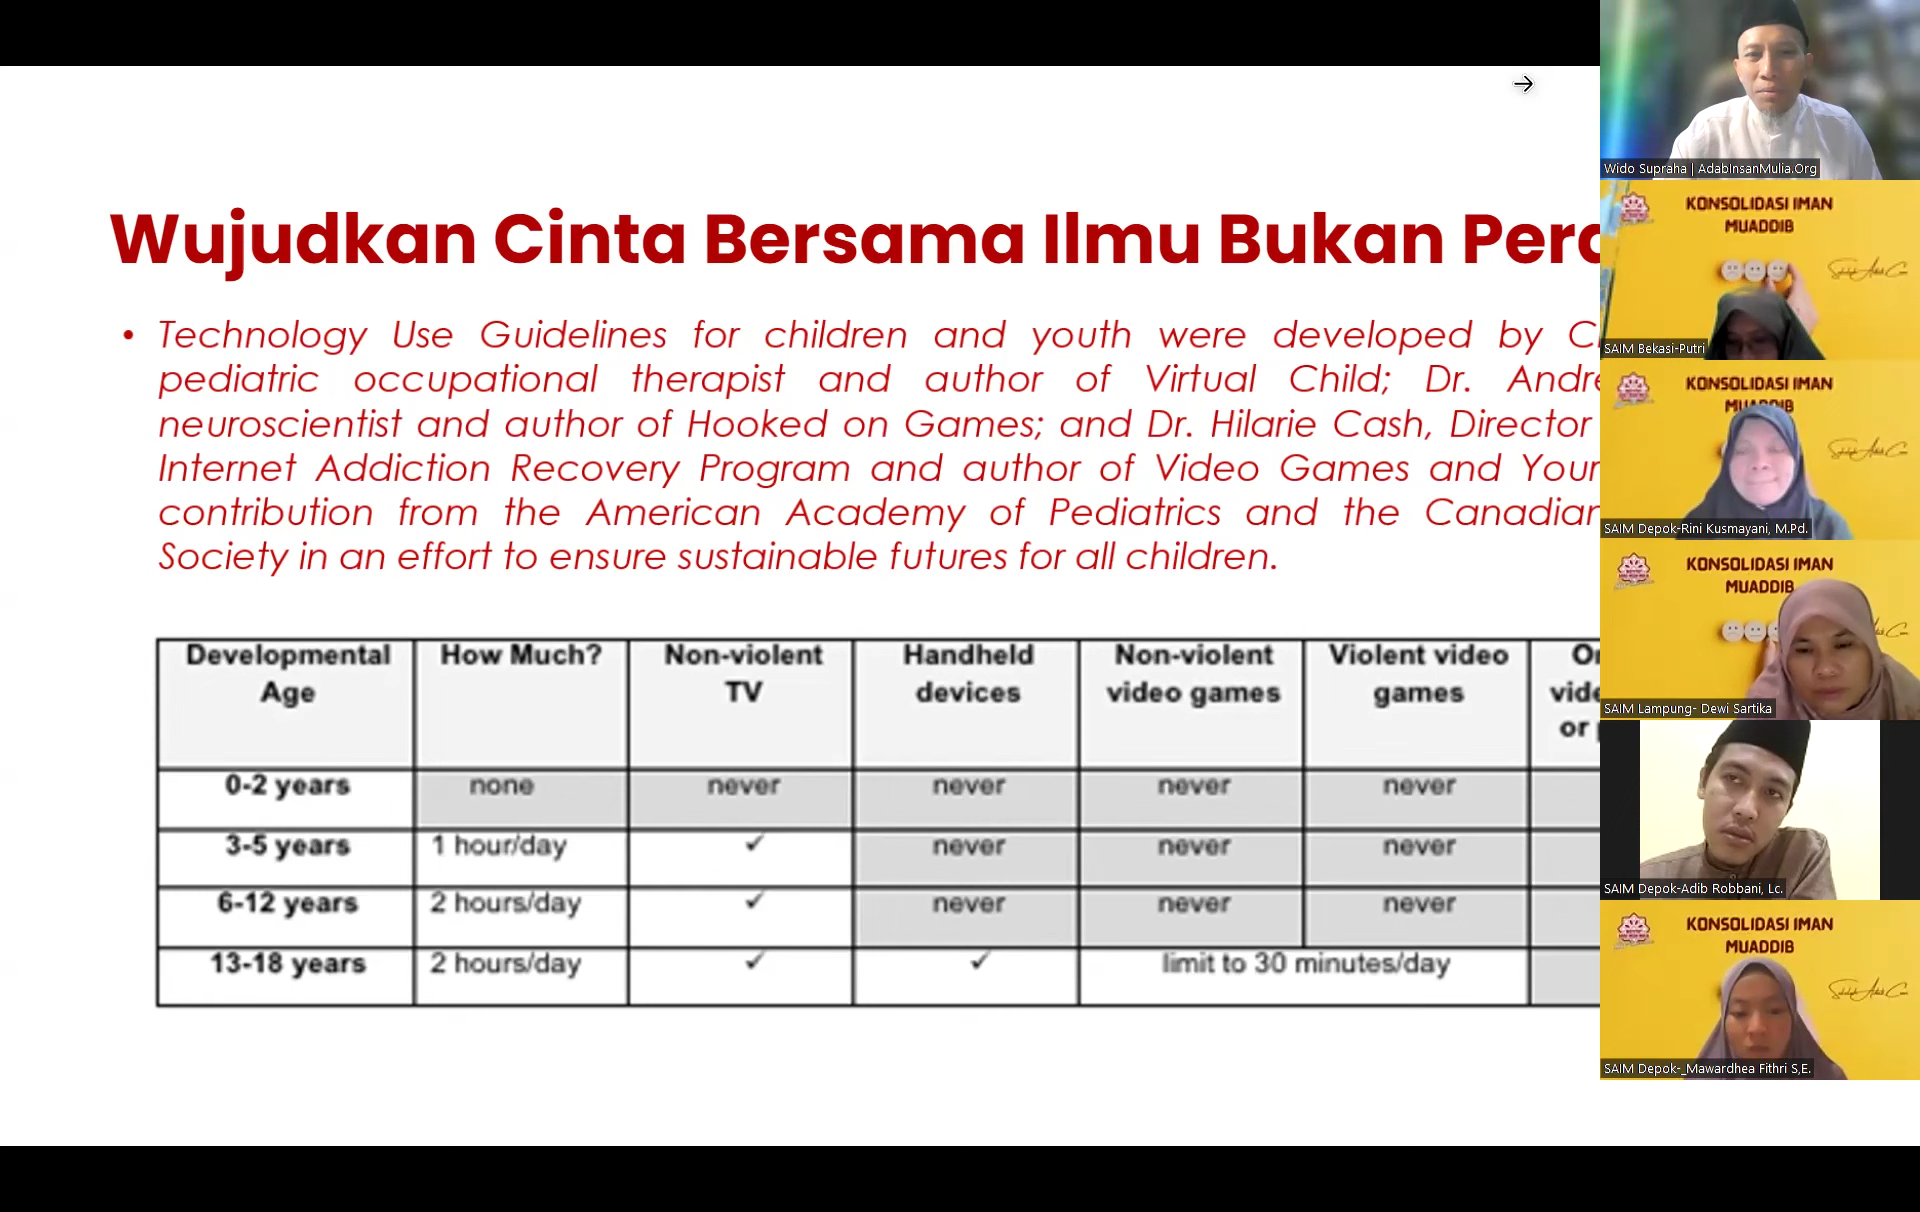 Wujudkan Cinta Bersama Ilmu Bukan
• Technology Use Guidelines for children and youth were developed by
pediatric occupational therapist and author of Virtual Child; Dr.
neuroscientist and author of Hooked on Games; and Dr. Hilarie Cash, Director
Internet Addiction Recovery Program and author of Video Games and Your
contribution from the American Academy of Pediatrics and the Canadian
Society in an effort to ensure sustainable futures for all children.
Developmental Age How Much? Non-violent TV Handheld devices Non-violent video games Violent video games
0-2 years none never never never never
3-5 years 1 hour/day ✓ never never never
6-12 years 2 hours/day ✓ never never never
13-18 years 2 hours/day ✓ ✓ limit to 30 minutes/day
Wido Supraha | AdabInsanMulia.Org
KONSOLIDASI IMAN
MUADDIB
SAIM Bekasi-Putri
KONSOLIDASI IMAN
MUADDIB
SAIM Depok-Rini Kusmayani, M.Pd.
KONSOLIDASI IMAN
MUADDIB
SAIM Lampung- Dewi Sartika
SAIM Depok-Adib Robbani, Lc.
KONSOLIDASI IMAN
MUADDIB
SAIM Depok-_Mawardhea Fithri S,E.